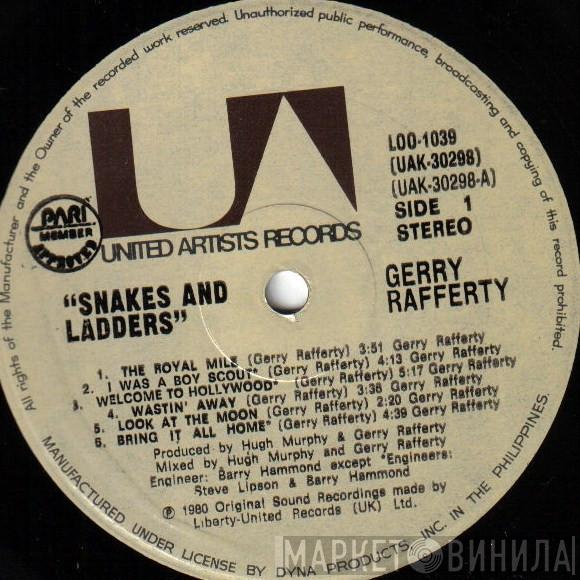 All rights of the Manufacturer and the Owner of the recorded work reserved. Unauthorized public performance, broadcasting and copying of this record prohibited.
UA
UNITED ARTISTS RECORDS
PARI
MEMBER
APPROVED
LOO-1039
(UAK-30298)
(UAK-30298-A)
SIDE 1
STEREO
"SNAKES AND
LADDERS"
GERRY
RAFFERTY
1. THE ROYAL MILE (Gerry Rafferty) 3:51
2. I WAS A BOY SCOUT* (Gerry Rafferty) 4:13
3. WELCOME TO HOLLYWOOD* (Gerry Rafferty) 5:17 Gerry Rafferty
4. WASTIN' AWAY (Gerry Rafferty) 3:36 Gerry Rafferty
5. LOOK AT THE MOON (Gerry Rafferty) 2:20 Gerry Rafferty
6. BRING IT ALL HOME* (Gerry Rafferty) 4:39 Gerry Rafferty
Produced by Hugh Murphy & Gerry Rafferty
Mixed by Hugh Murphy and Gerry Rafferty
Engineer: Barry Hammond except *Engineers:
Steve Lipson & Barry Hammond
℗ 1980 Original Sound Recordings made by
Liberty-United Records (UK) Ltd.
MANUFACTURED UNDER LICENSE BY DYNA PRODUCTS, INC. IN THE PHILIPPINES.
МАРКЕТ ВИНИЛА